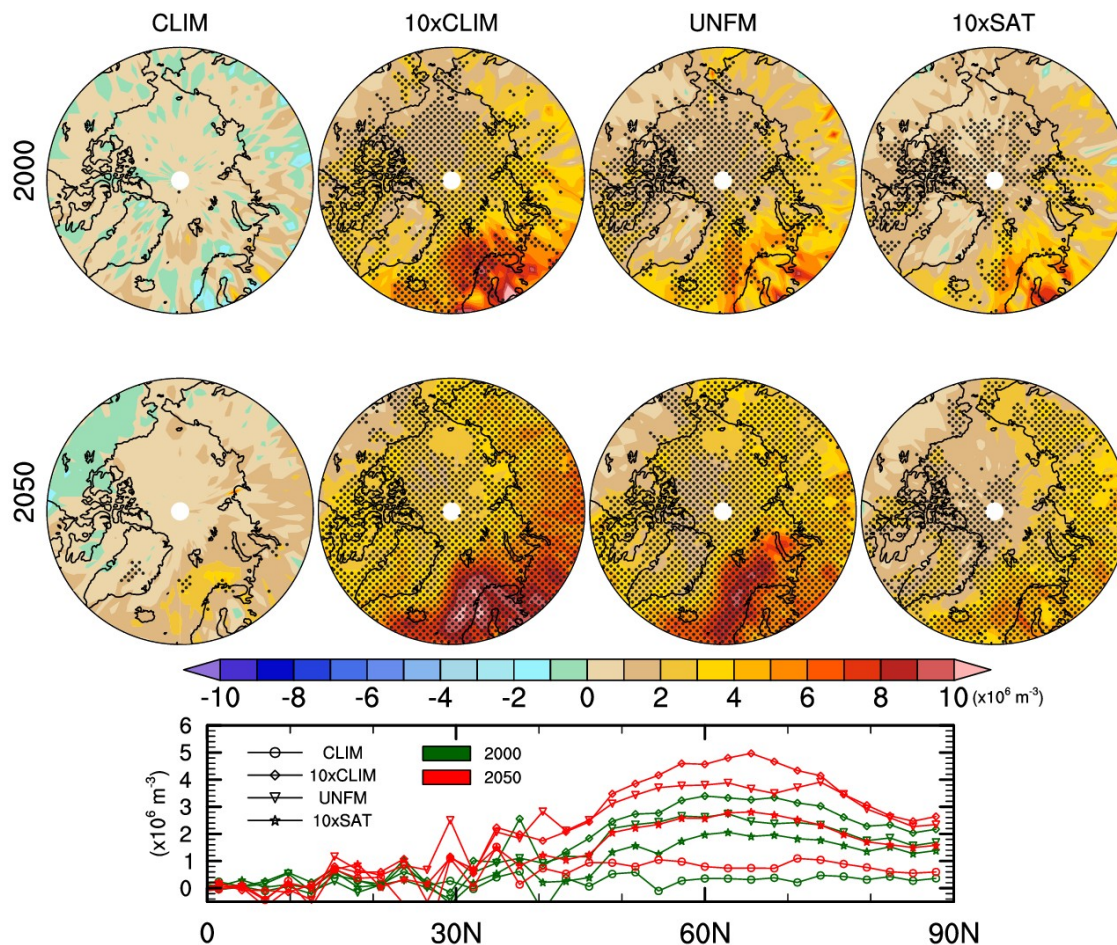 CLIM 10xCLIM UNFM 10xSAT
2000
2050
-10 -8 -6 -4 -2 0 2 4 6 8 10 (x10⁶ m⁻³)
6
5
4
3
2
1
0
(x10⁶ m⁻³)
CLIM
10xCLIM
UNFM
10xSAT
2000
2050
0 30N 60N 90N